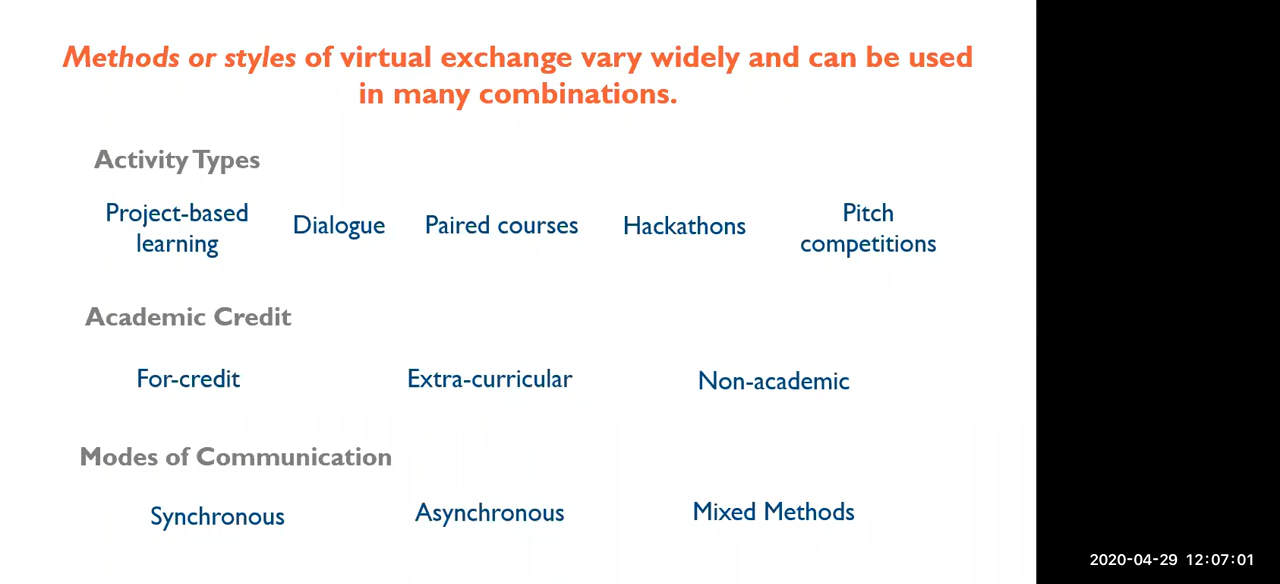 Methods or styles of virtual exchange vary widely and can be used
in many combinations.
Activity Types
Project-based
learning
Dialogue
Paired courses
Hackathons
Pitch
competitions
Academic Credit
For-credit
Extra-curricular
Non-academic
Modes of Communication
Synchronous
Asynchronous
Mixed Methods
2020-04-29 12:07:01